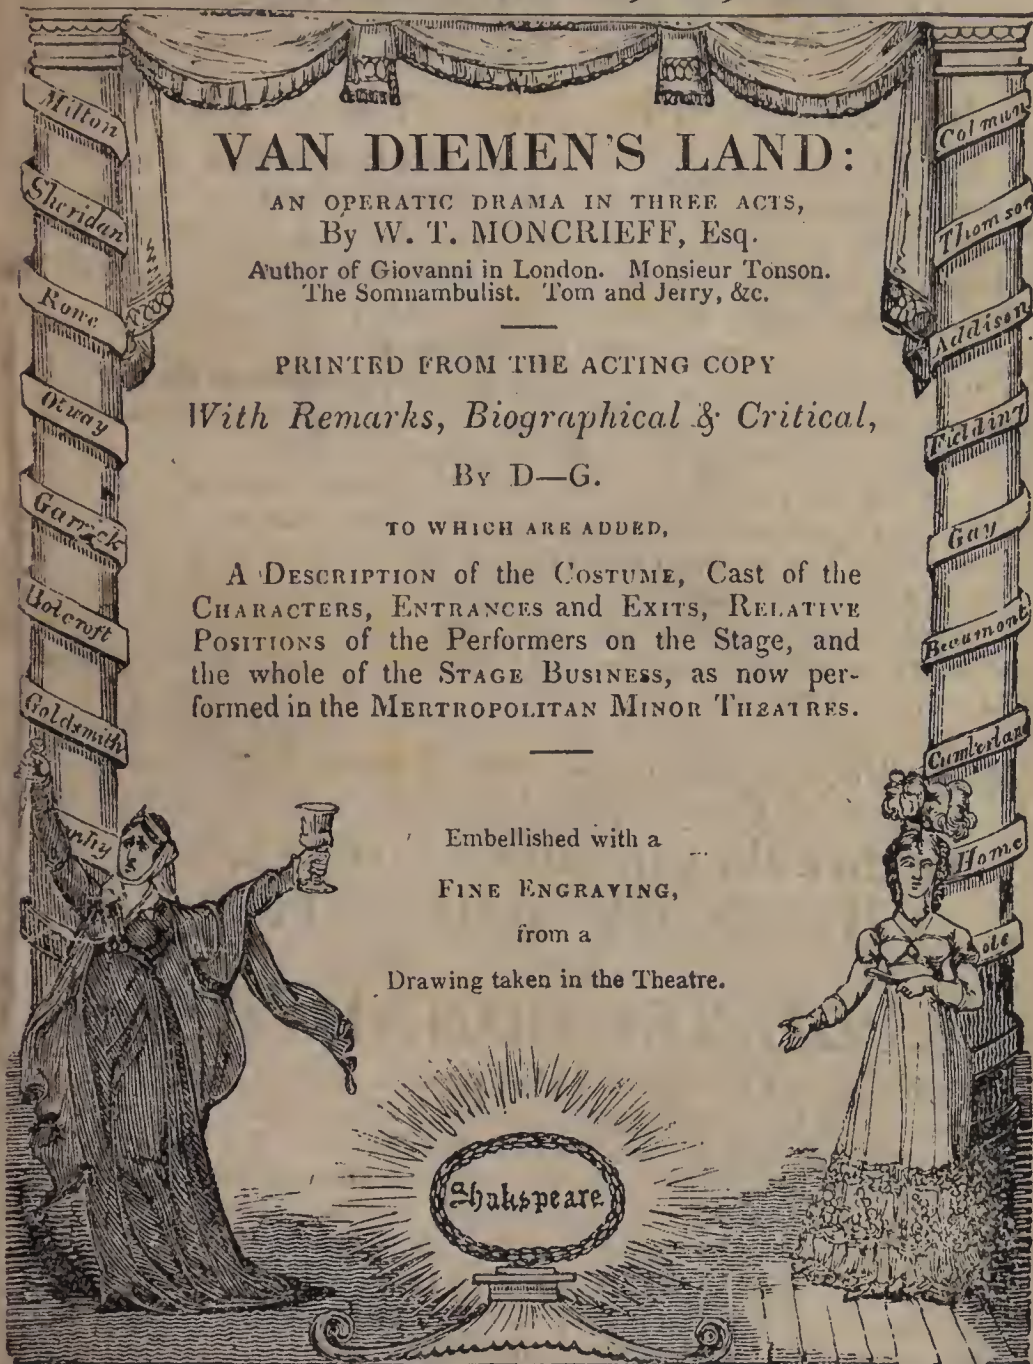 VAN DIEMEN'S LAND:
AN OPERATIC DRAMA IN THREE ACTS,
By W. T. MONCRIEFF, Esq.
Author of Giovanni in London. Monsieur Tonson.
The Somnambulist. Tom and Jerry, &c.
PRINTED FROM THE ACTING COPY
With Remarks, Biographical & Critical,
BY D—G.
TO WHICH ARE ADDED,
A DESCRIPTION of the COSTUME, Cast of the
CHARACTERS, ENTRANCES and EXITS, RELATIVE
POSITIONS of the Performers on the Stage, and
the whole of the STAGE BUSINESS, as now per-
formed in the MERTROPOLITAN MINOR THEATRES.
Embellished with a
FINE ENGRAVING,
from a
Drawing taken in the Theatre.
Milton
Sheridan
Rowe
Otway
Garrick
Holcroft
Goldsmith
Colman
Thomson
Addison
Fielding
Gay
Beaumont
Cumberland
Home
Shakspeare